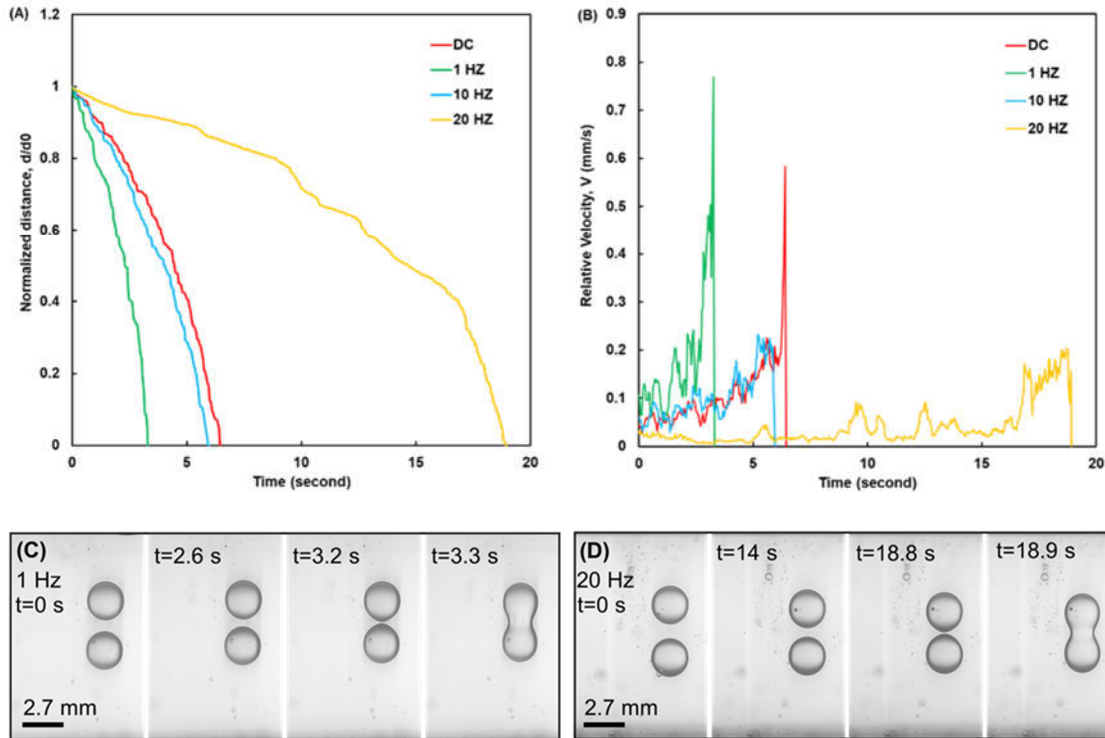 (A)
1.2
1
0.8
0.6
0.4
0.2
0
0 5 10 15 20
Normalized distance, d/d0
Time (second)
DC
1 HZ
10 HZ
20 HZ
(B)
0.9
0.8
0.7
0.6
0.5
0.4
0.3
0.2
0.1
0
0 5 10 15 20
Relative Velocity, V (mm/s)
Time (second)
DC
1 HZ
10 HZ
20 HZ
(C)
1 Hz
t=0 s
t=2.6 s
t=3.2 s
t=3.3 s
2.7 mm
(D)
20 Hz
t=0 s
t=14 s
t=18.8 s
t=18.9 s
2.7 mm